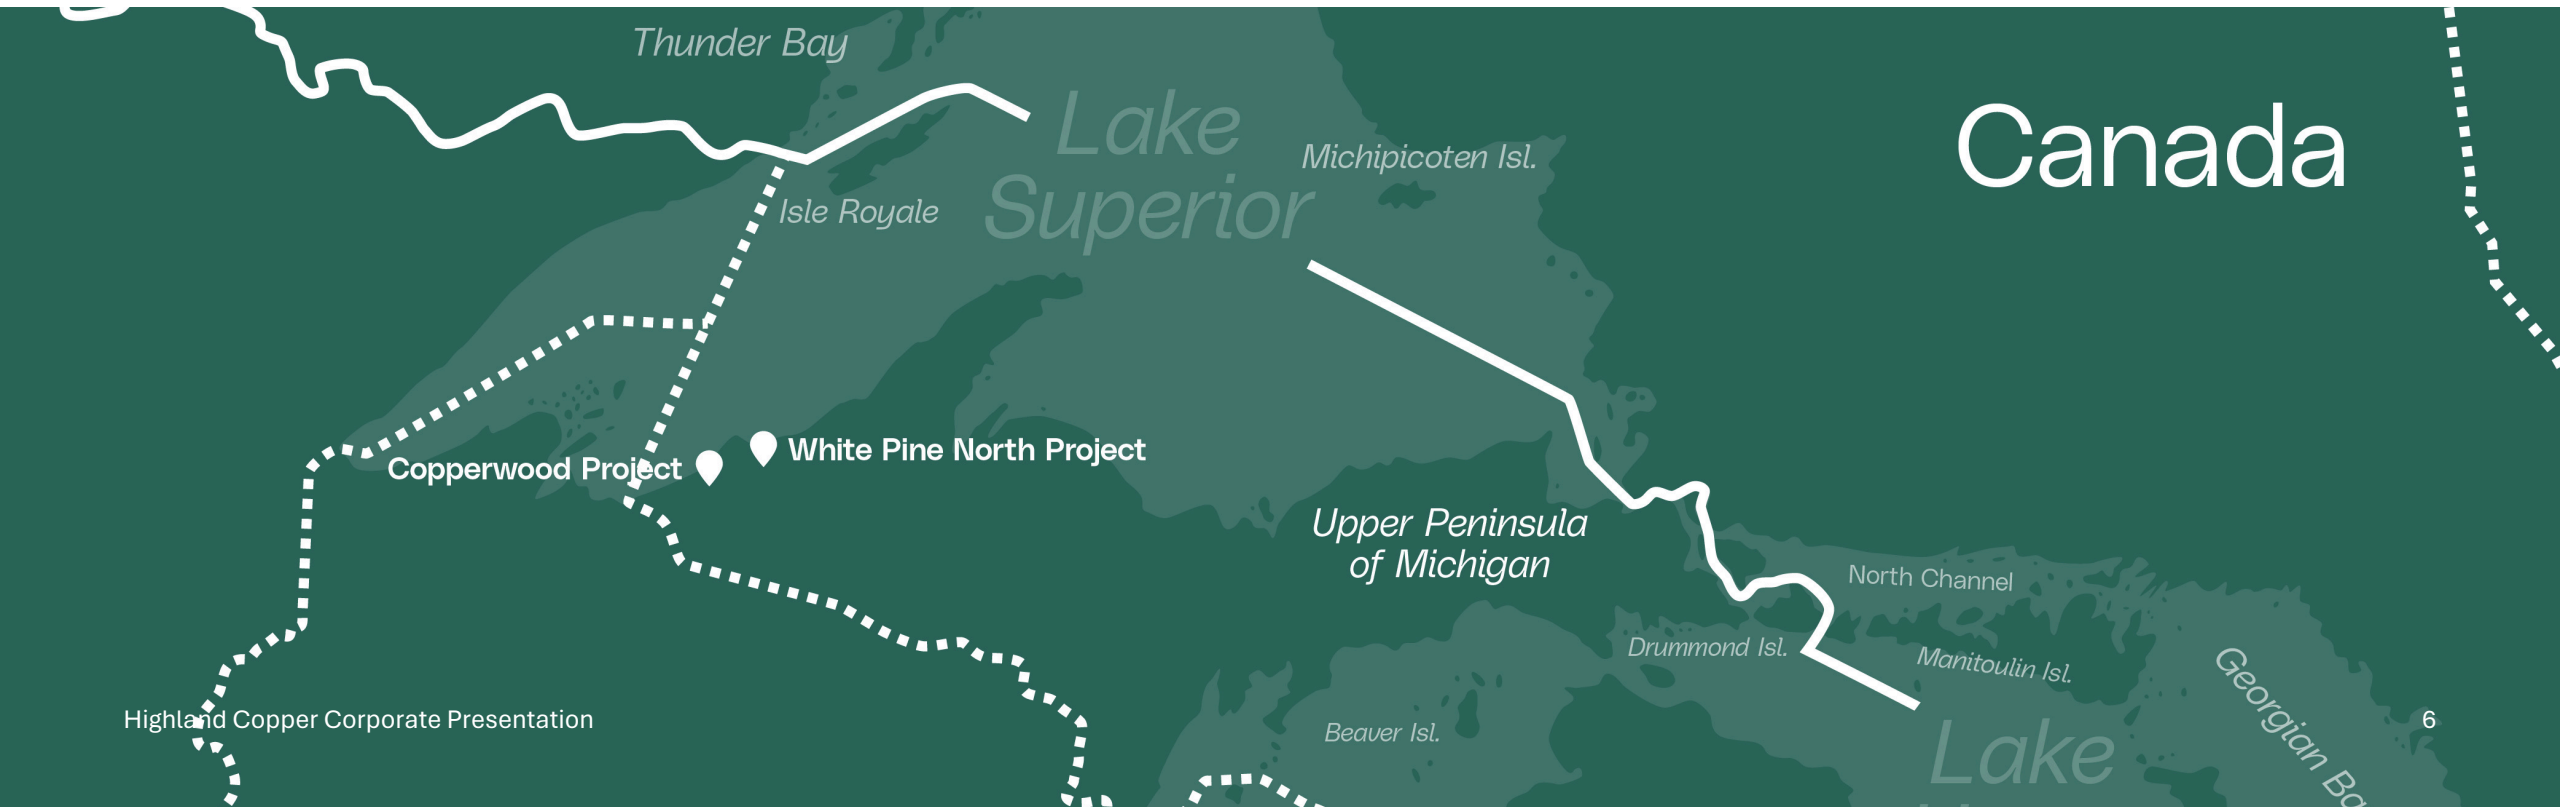 Thunder Bay
Lake
Superior
Michipicoten Isl.
Canada
Isle Royale
Copperwood Project
White Pine North Project
Upper Peninsula
of Michigan
North Channel
Drummond Isl.
Manitoulin Isl.
Georgian Ba
Beaver Isl.
Lake
Highland Copper Corporate Presentation
6